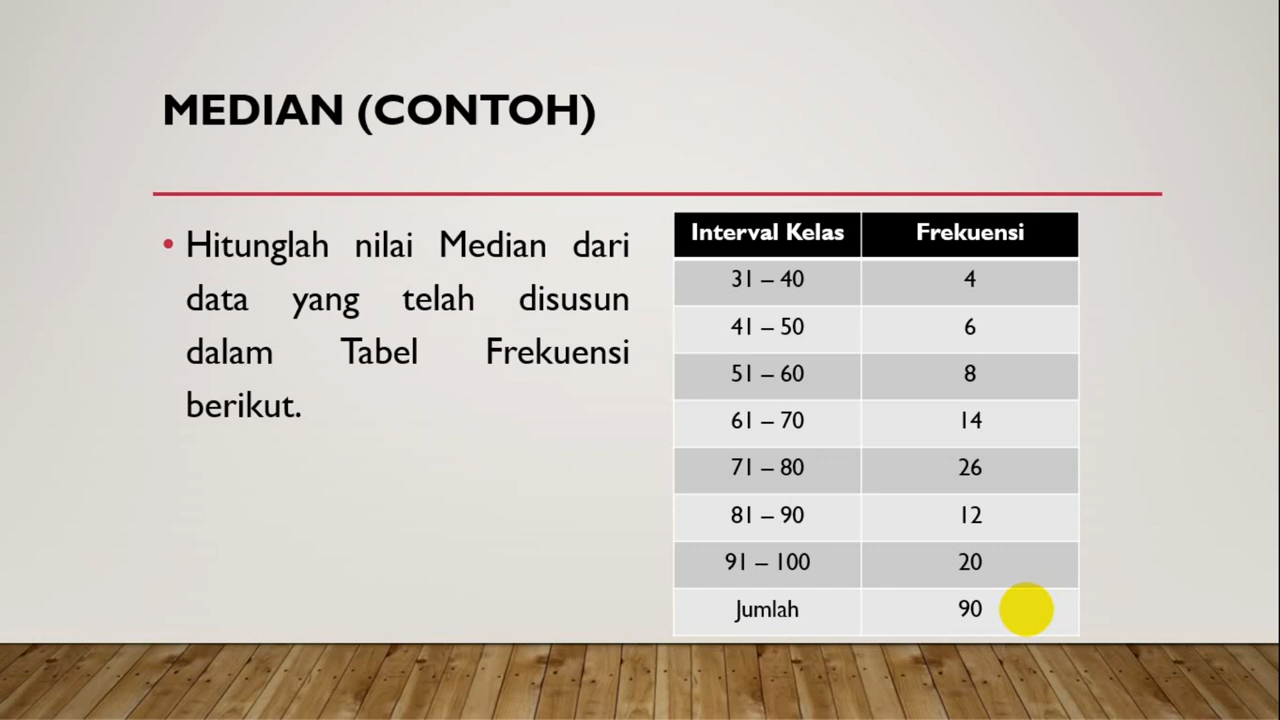 MEDIAN (CONTOH)
• Hitunglah nilai Median dari
data yang telah disusun
dalam Tabel Frekuensi
berikut.
Interval Kelas Frekuensi
31 – 40 4
41 – 50 6
51 – 60 8
61 – 70 14
71 – 80 26
81 – 90 12
91 – 100 20
Jumlah 90